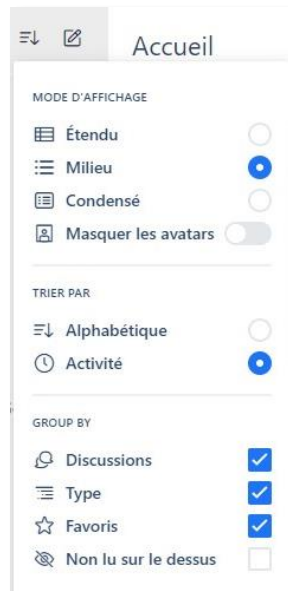 Accueil
MODE D'AFFICHAGE
Étendu
Milieu
Condensé
Masquer les avatars
TRIER PAR
Alphabétique
Activité
GROUP BY
Discussions
Type
Favoris
Non lu sur le dessus